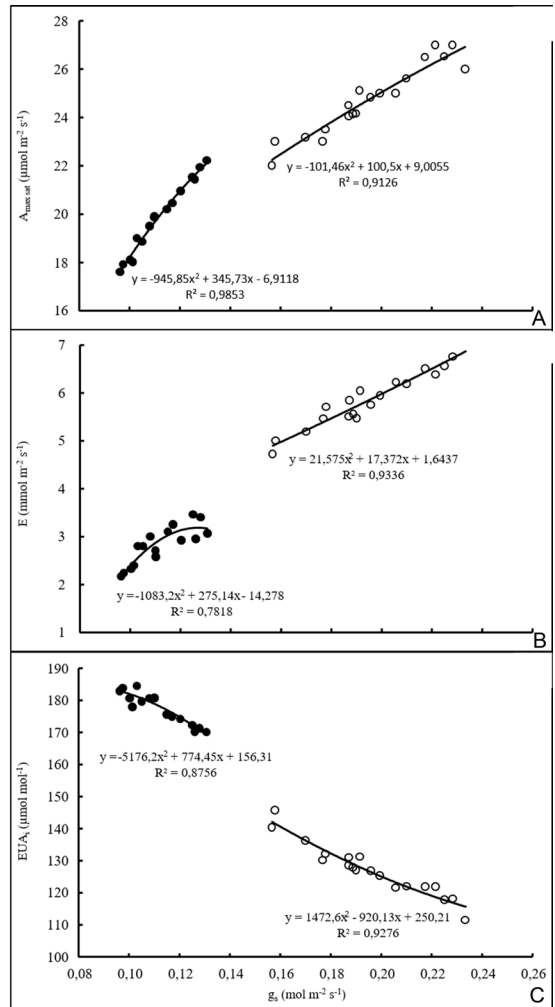 28
26
24
22
20
18
16
A max sat (µmol m-2 s-1)
y = -101,46x² + 100,5x + 9,0055
R² = 0,9126
y = -945,85x² + 345,73x - 6,9118
R² = 0,9853
A
7
6
5
4
3
2
1
E (mmol m-2 s-1)
y = 21,575x² + 17,372x + 1,6437
R² = 0,9336
y = -1083,2x² + 275,14x - 14,278
R² = 0,7818
B
190
180
170
160
150
140
130
120
110
100
EUAi (µmol mol-1)
y = -5176,2x² + 774,45x + 156,31
R² = 0,8756
y = 1472,6x² - 920,13x + 250,21
R² = 0,9276
0,08 0,10 0,12 0,14 0,16 0,18 0,20 0,22 0,24 0,26
gs (mol m-2 s-1)
C